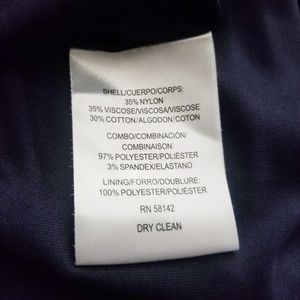 SHELL/CUERPO/CORPS:
35% NYLON
35% VISCOSE/VISCOSA/VISCOSE
30% COTTON/ALGODON/COTON
COMBO/COMBINACIÓN/
COMBINAISON:
97% POLYESTER/POLIÉSTER
3% SPANDEX/ELASTANO
LINING/FORRO/DOUBLURE:
100% POLYESTER/POLIÉSTER
RN 58142
DRY CLEAN